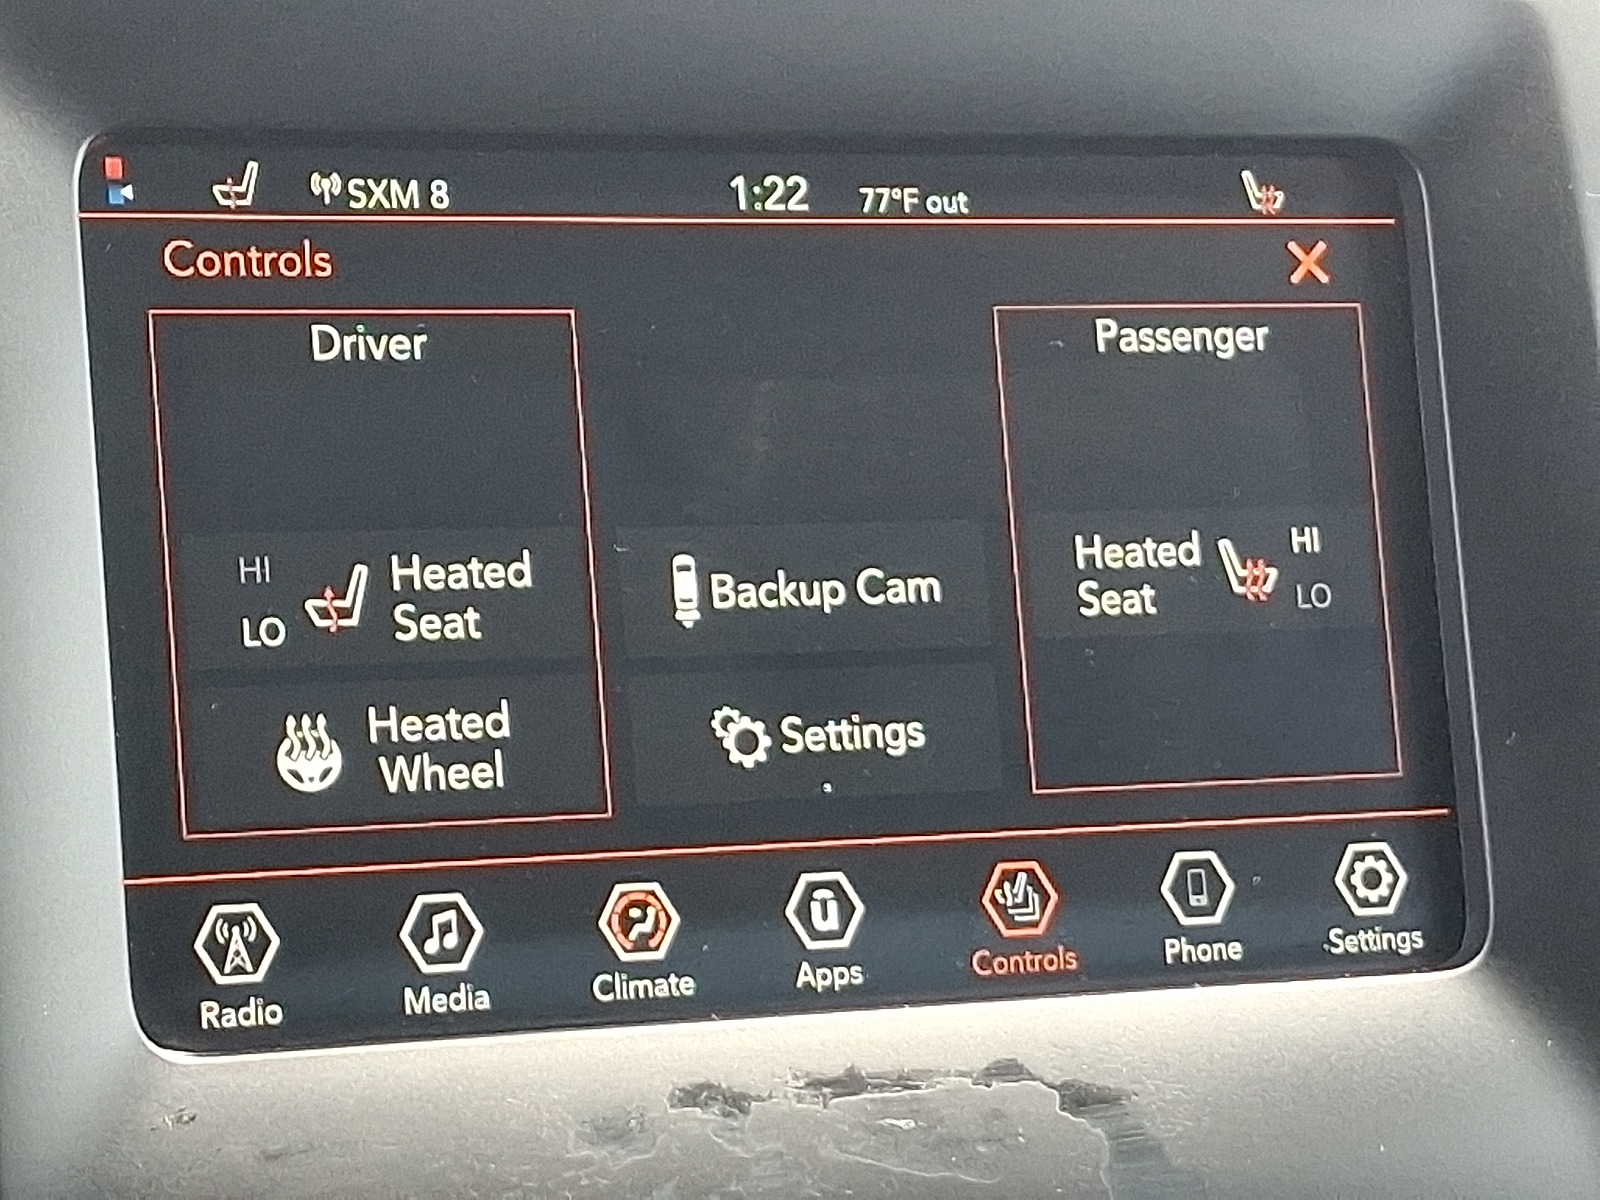 SXM 8
1:22
77°F out
Controls
Driver
Passenger
HI
LO
Heated
Seat
Backup Cam
Heated
Seat
HI
LO
Heated
Wheel
Settings
Radio
Media
Climate
Apps
Controls
Phone
Settings